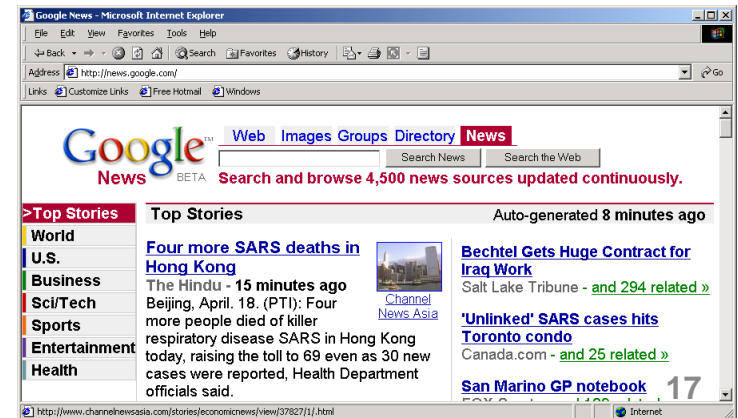 Google News - Microsoft Internet Explorer
File Edit View Favorites Tools Help
Back Search Favorites History
Address http://news.google.com/ Go
Links Customize Links Free Hotmail Windows
Google™ News BETA
Web Images Groups Directory News
Search News Search the Web
Search and browse 4,500 news sources updated continuously.
>Top Stories
World
U.S.
Business
Sci/Tech
Sports
Entertainment
Health
Top Stories Auto-generated 8 minutes ago
Four more SARS deaths in
Hong Kong
The Hindu - 15 minutes ago
Beijing, April. 18. (PTI): Four
more people died of killer
respiratory disease SARS in Hong Kong
today, raising the toll to 69 even as 30 new
cases were reported, Health Department
officials said.
Channel
News Asia
Bechtel Gets Huge Contract for
Iraq Work
Salt Lake Tribune - and 294 related »
'Unlinked' SARS cases hits
Toronto condo
Canada.com - and 25 related »
San Marino GP notebook
17
http://www.channelnewsasia.com/stories/economicnews/view/37827/1/.html Internet